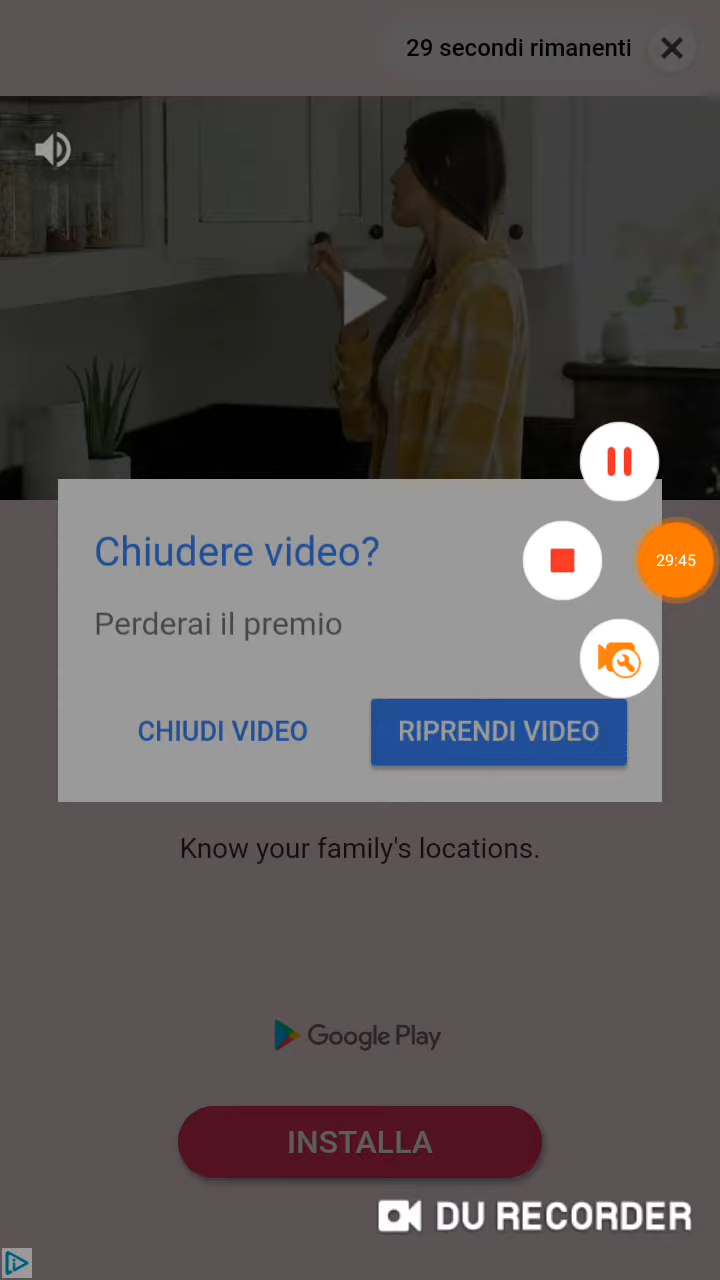 29 secondi rimanenti
Chiudere video?
29:45
Perderai il premio
CHIUDI VIDEO
RIPRENDI VIDEO
Know your family's locations.
Google Play
INSTALLA
DU RECORDER